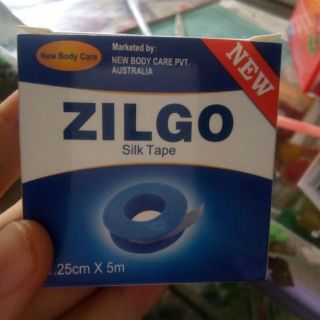 New Body Care
Marketed by:
NEW BODY CARE PVT.
AUSTRALIA
NEW
ZILGO
Silk Tape
.25cm X 5m